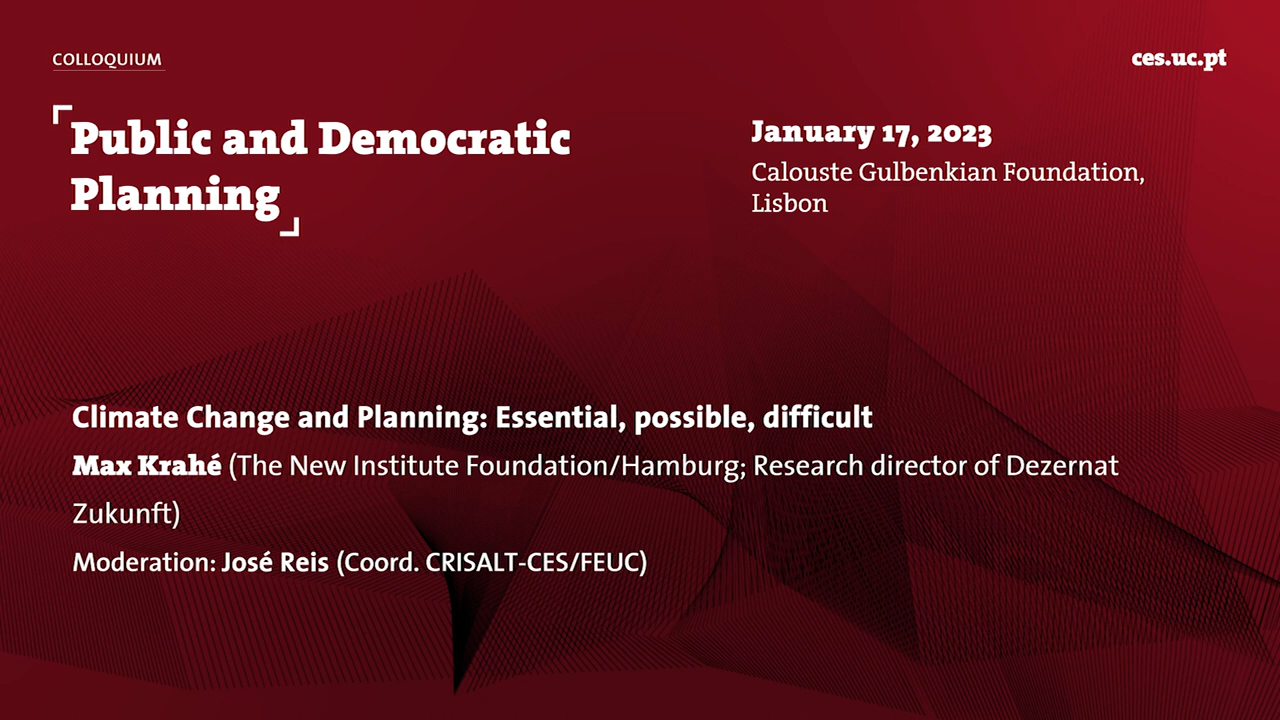 COLLOQUIUM
ces.uc.pt
Public and Democratic
Planning
January 17, 2023
Calouste Gulbenkian Foundation,
Lisbon
Climate Change and Planning: Essential, possible, difficult
Max Krahé (The New Institute Foundation/Hamburg; Research director of Dezernat
Zukunft)
Moderation: José Reis (Coord. CRISALT-CES/FEUC)